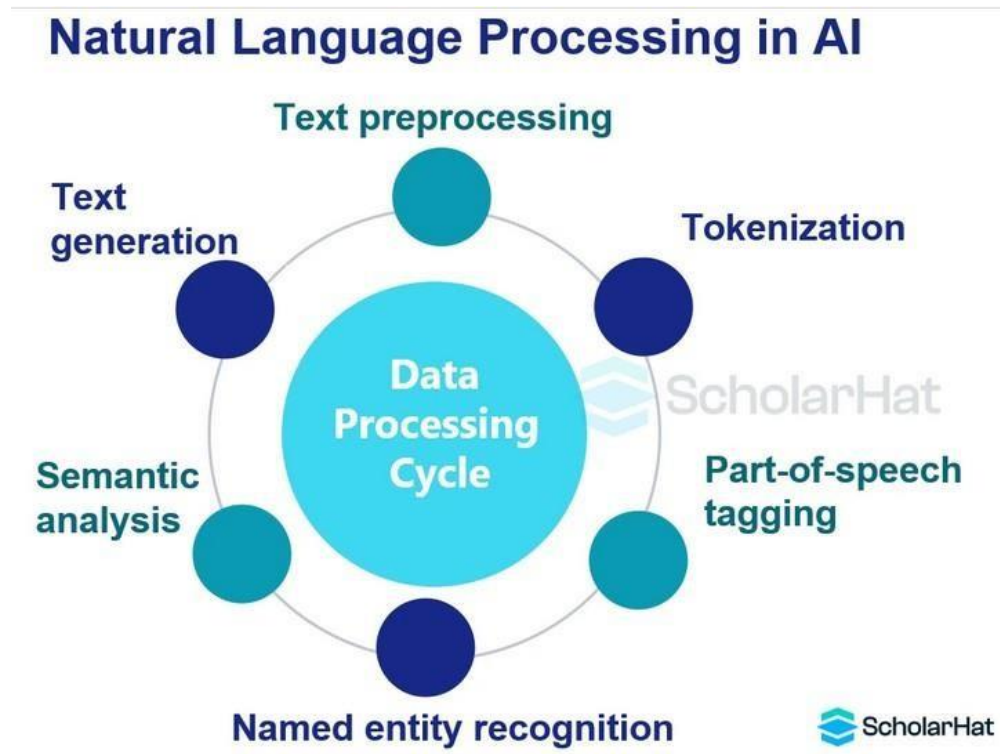 Natural Language Processing in AI
Text preprocessing
Text
generation
Tokenization
Data
Processing
Cycle
ScholarHat
Semantic
analysis
Part-of-speech
tagging
Named entity recognition
ScholarHat